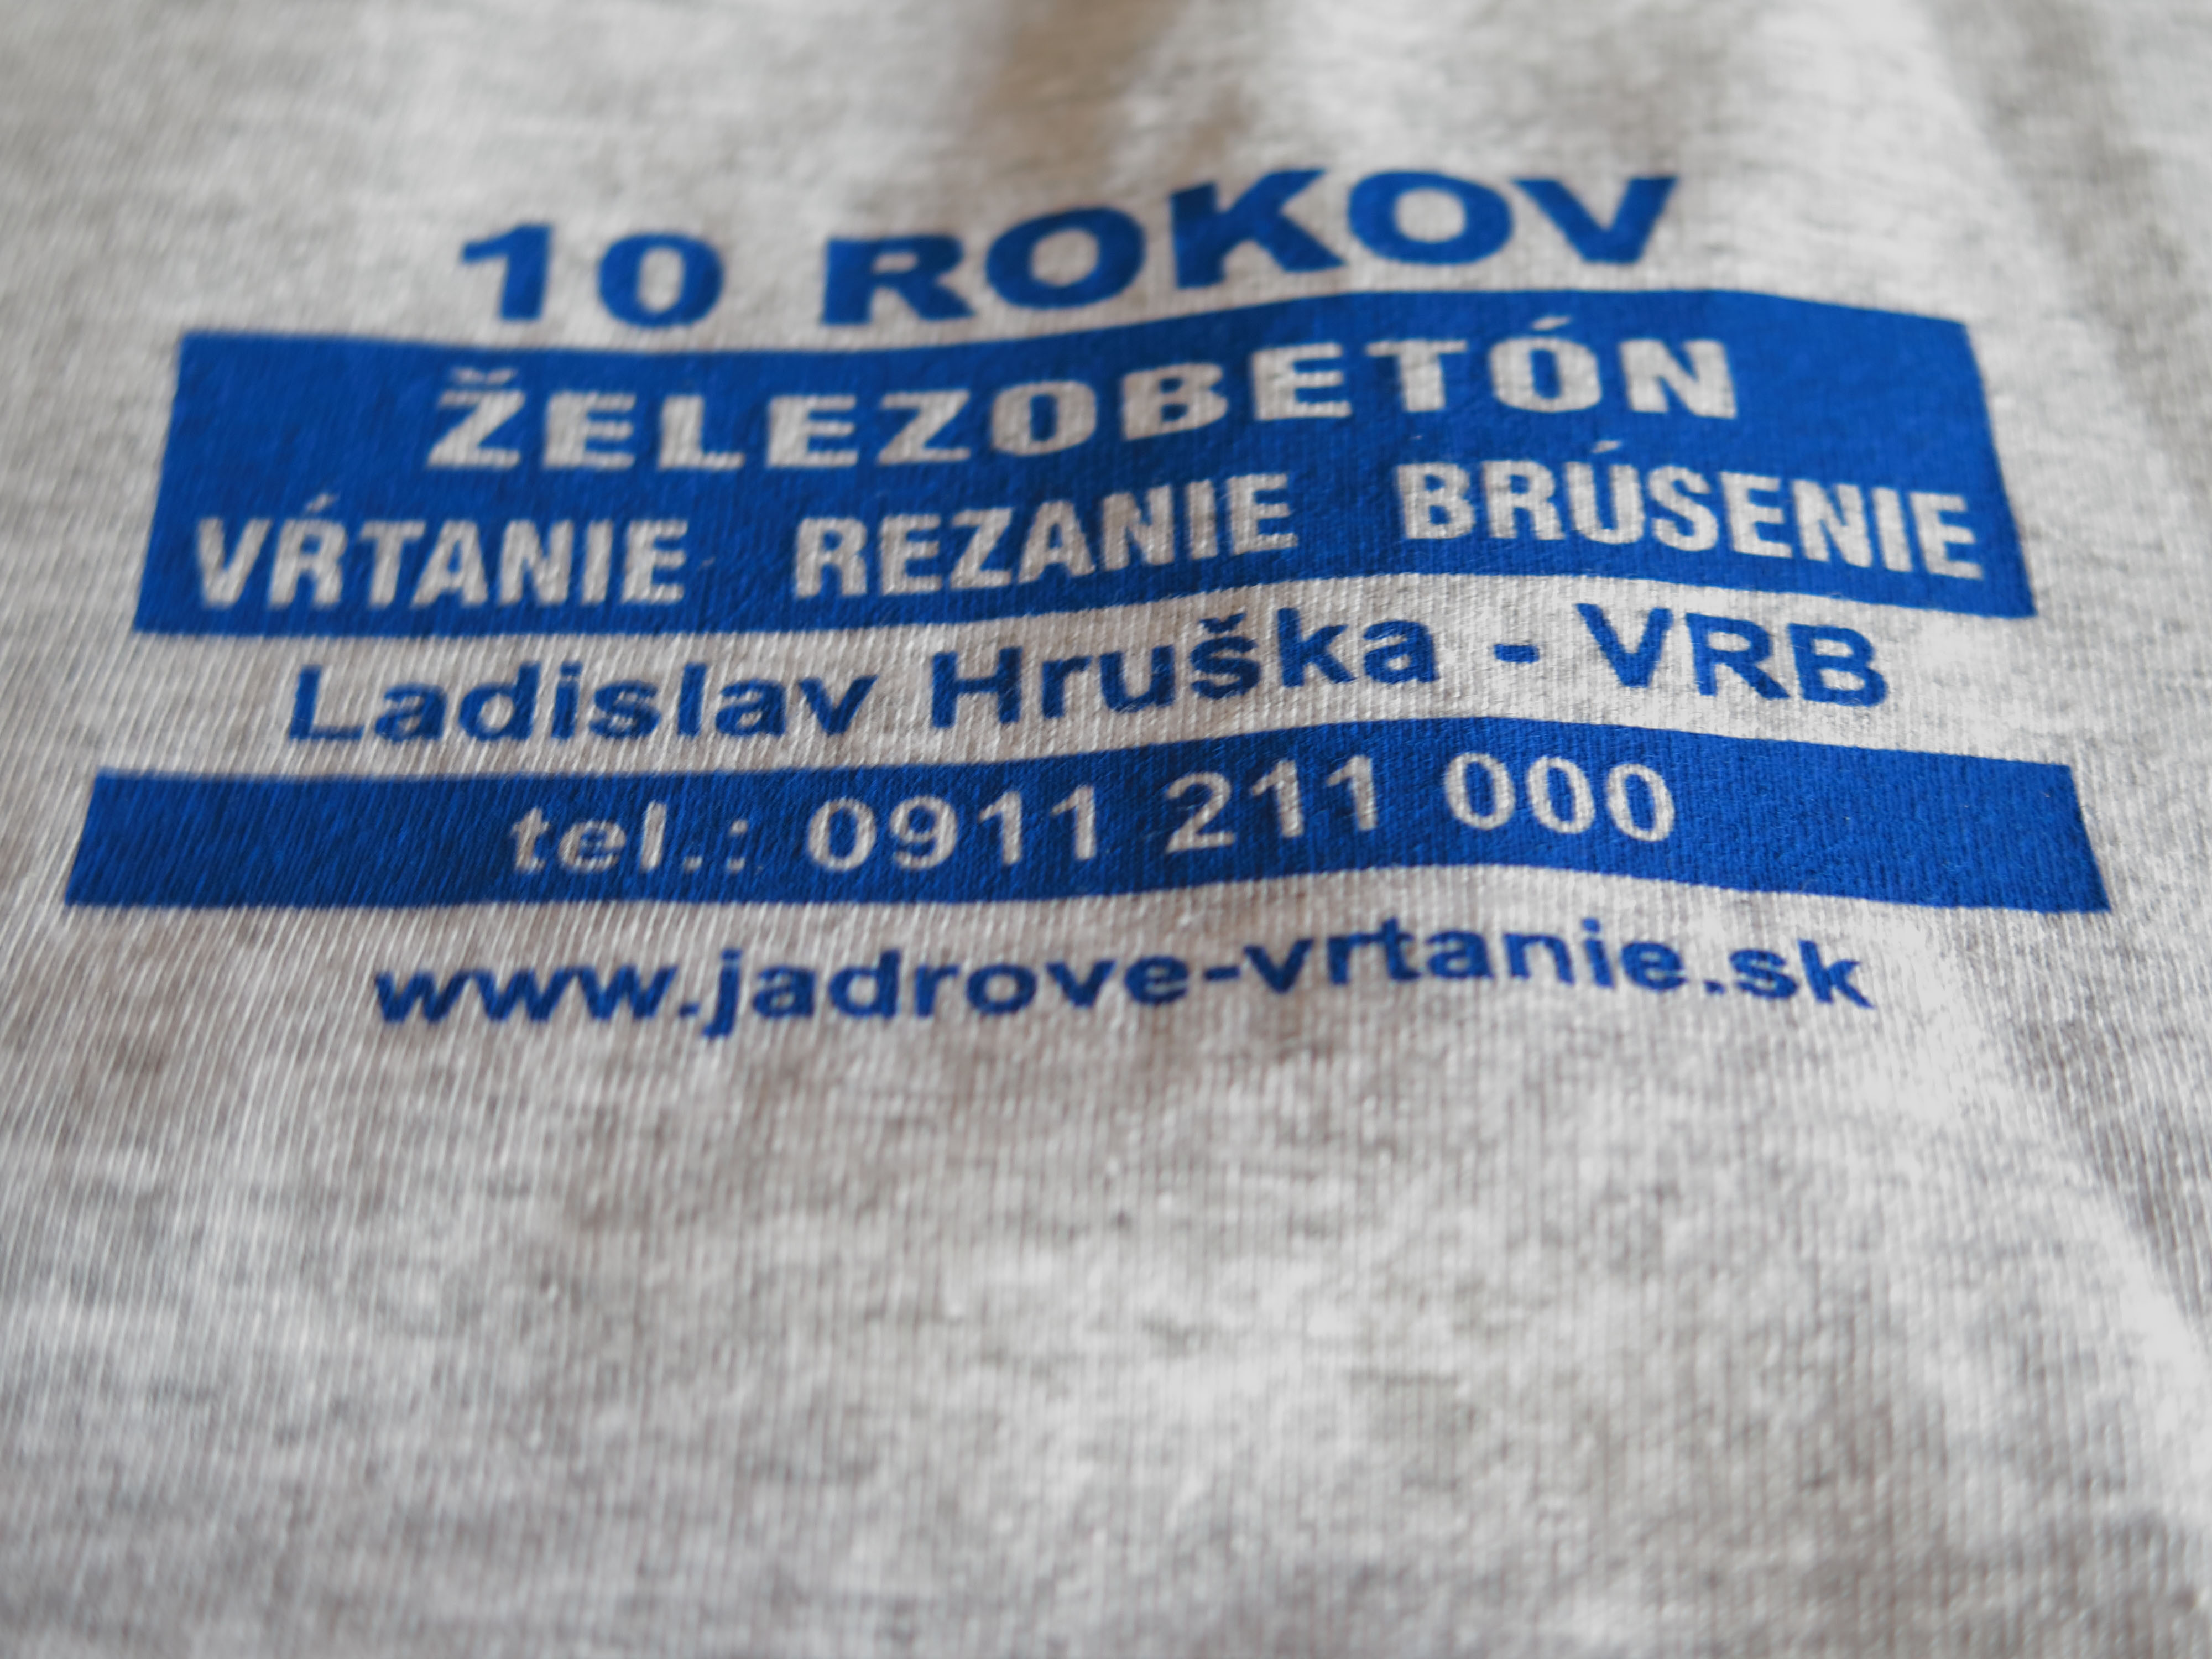 10 ROKOV
ŽELEZOBETÓN
VŔTANIE REZANIE BRÚSENIE
Ladislav Hruška - VRB
tel.: 0911 211 000
www.jadrove-vrtanie.sk